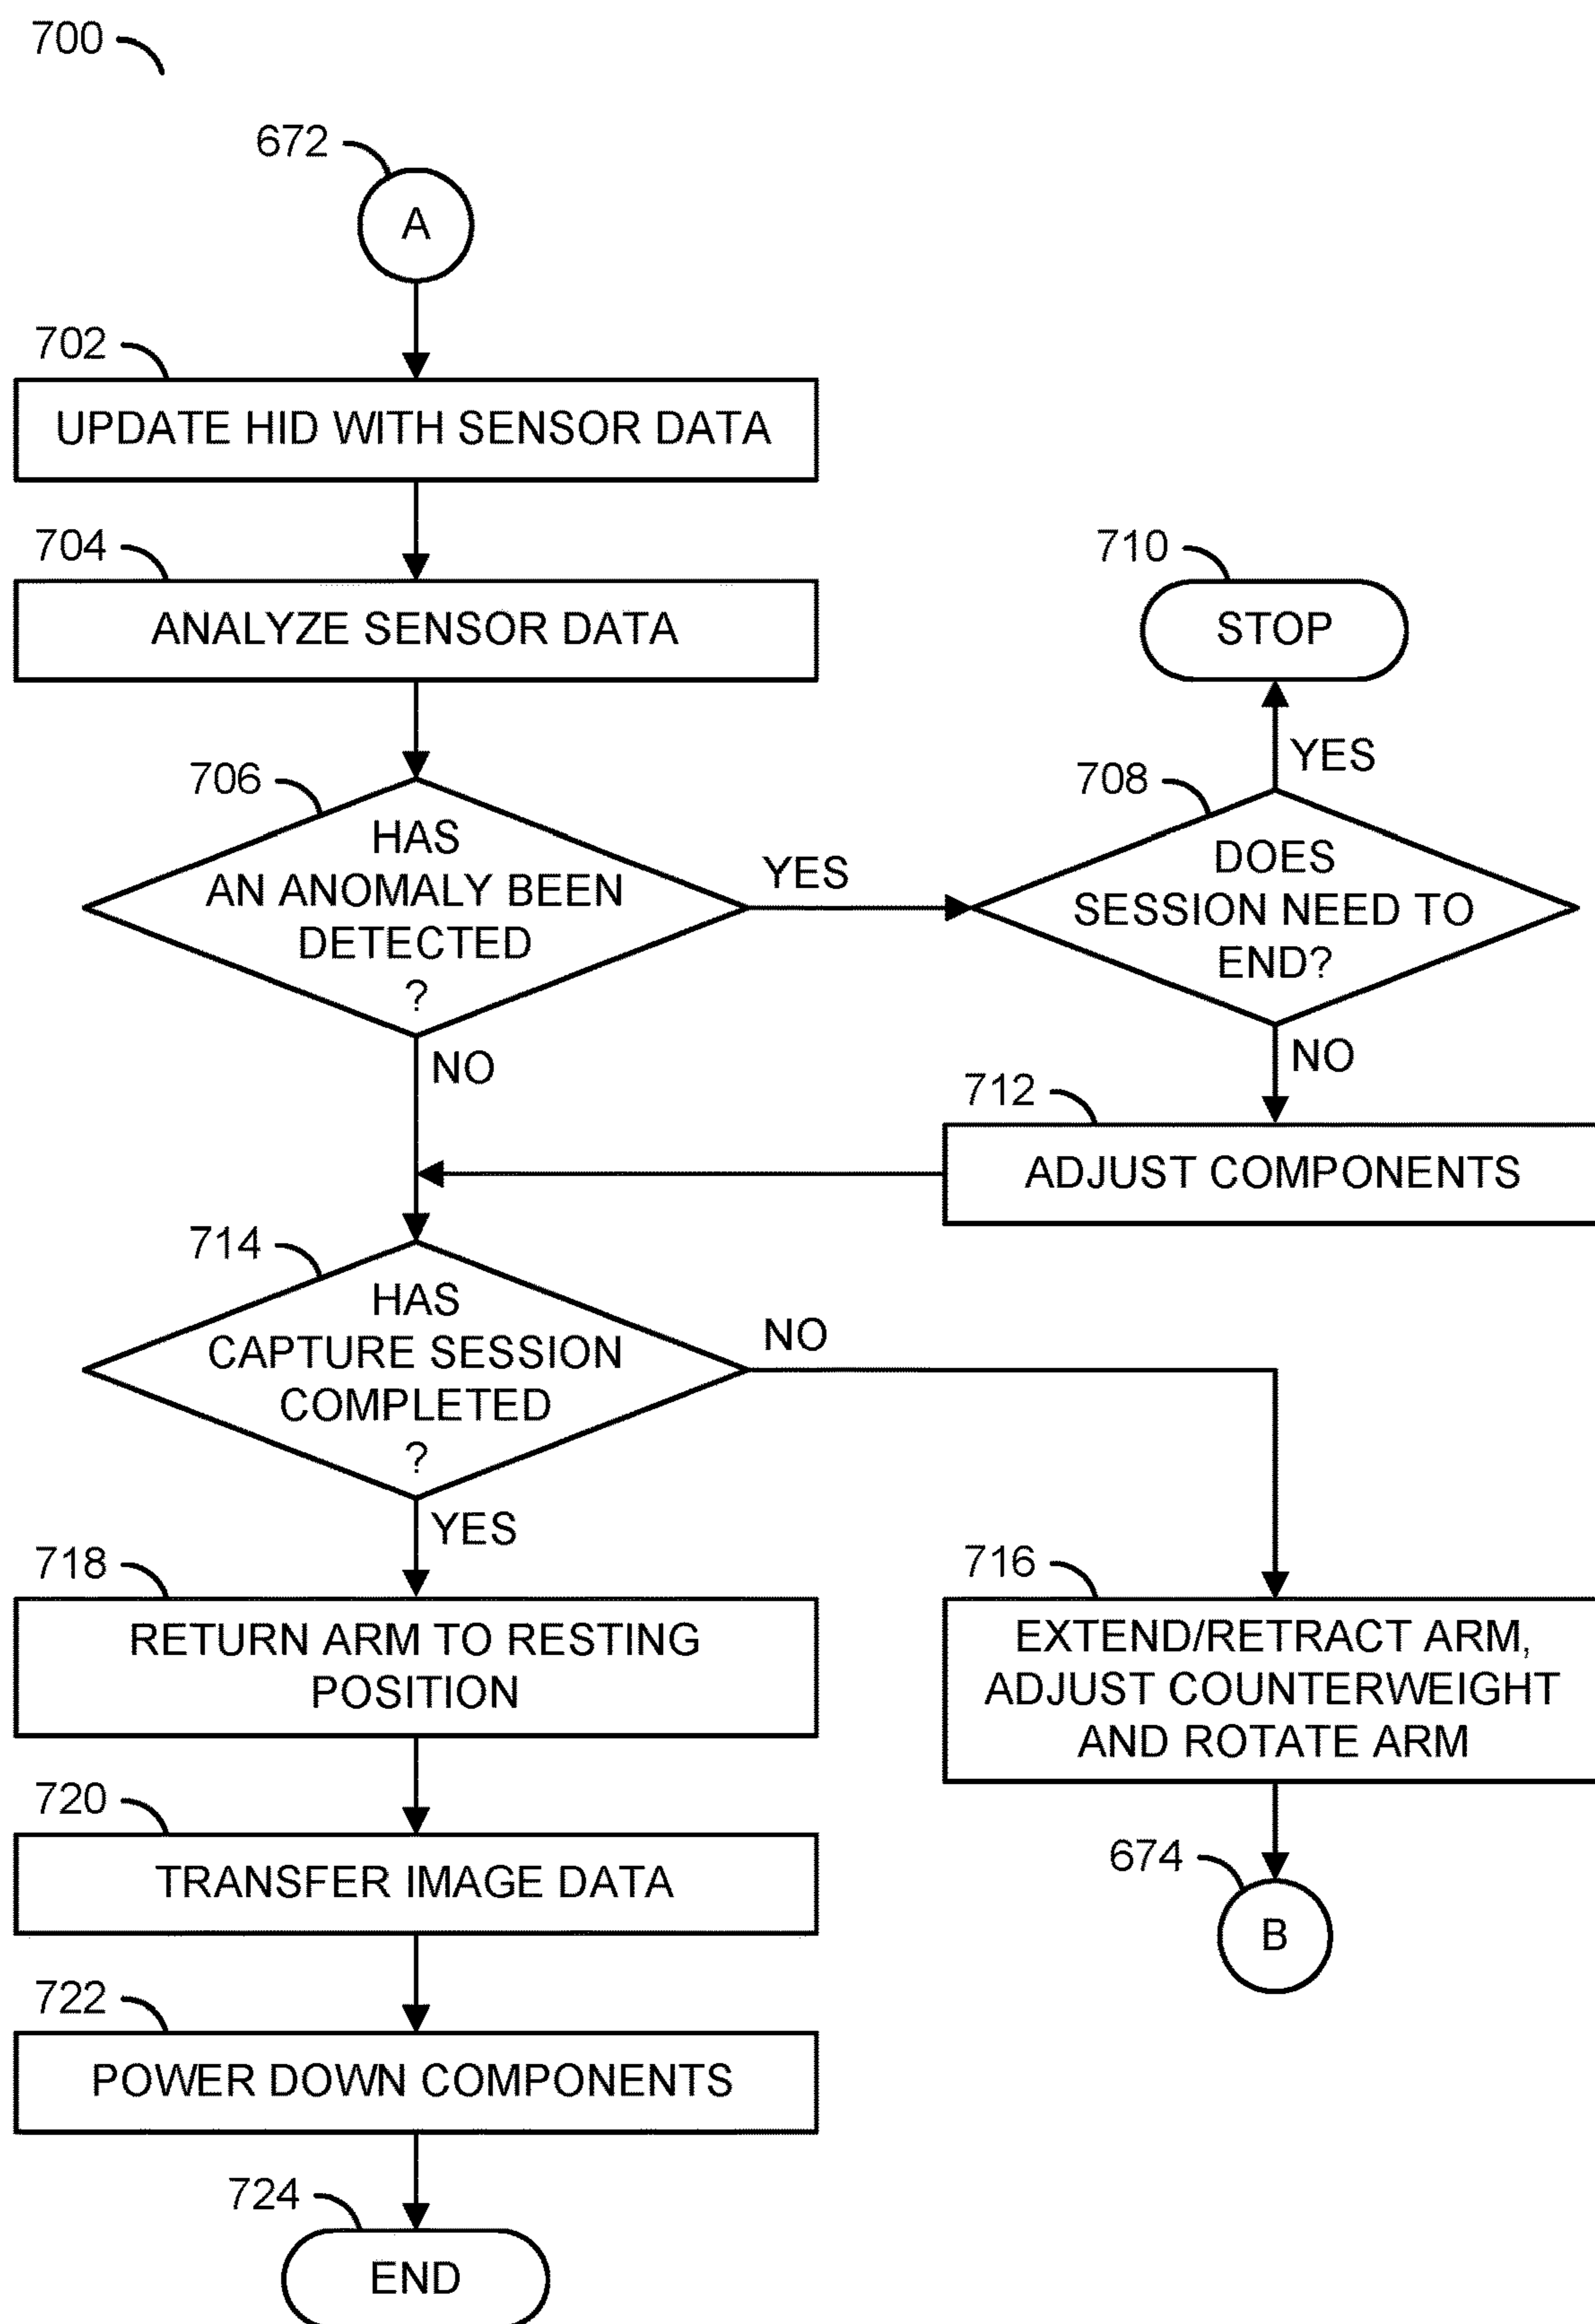 700
672
A
702
UPDATE HID WITH SENSOR DATA
704
ANALYZE SENSOR DATA
710
STOP
YES
706
HAS
AN ANOMALY BEEN
DETECTED
?
YES
708
DOES
SESSION NEED TO
END?
NO
NO
712
ADJUST COMPONENTS
714
HAS
CAPTURE SESSION
COMPLETED
?
NO
YES
718
RETURN ARM TO RESTING
POSITION
716
EXTEND/RETRACT ARM,
ADJUST COUNTERWEIGHT
AND ROTATE ARM
720
TRANSFER IMAGE DATA
674
B
722
POWER DOWN COMPONENTS
724
END